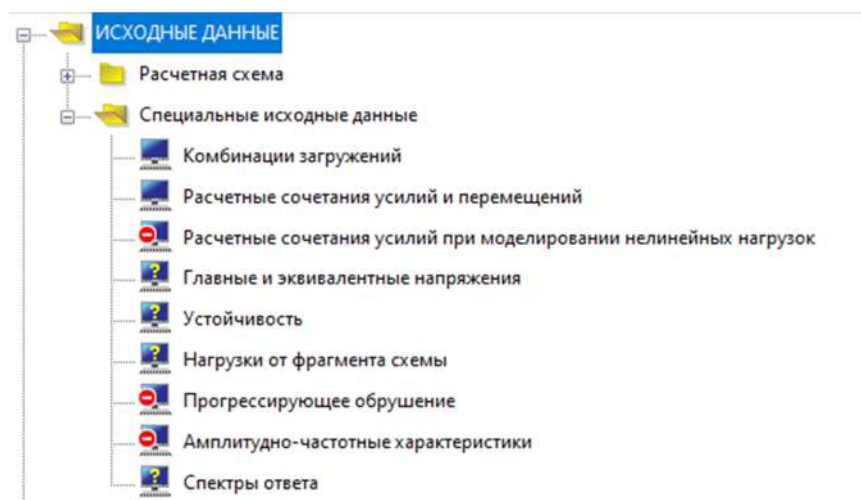 ИСХОДНЫЕ ДАННЫЕ
Расчетная схема
Специальные исходные данные
Комбинации загружений
Расчетные сочетания усилий и перемещений
Расчетные сочетания усилий при моделировании нелинейных нагрузок
Главные и эквивалентные напряжения
Устойчивость
Нагрузки от фрагмента схемы
Прогрессирующее обрушение
Амплитудно-частотные характеристики
Спектры ответа